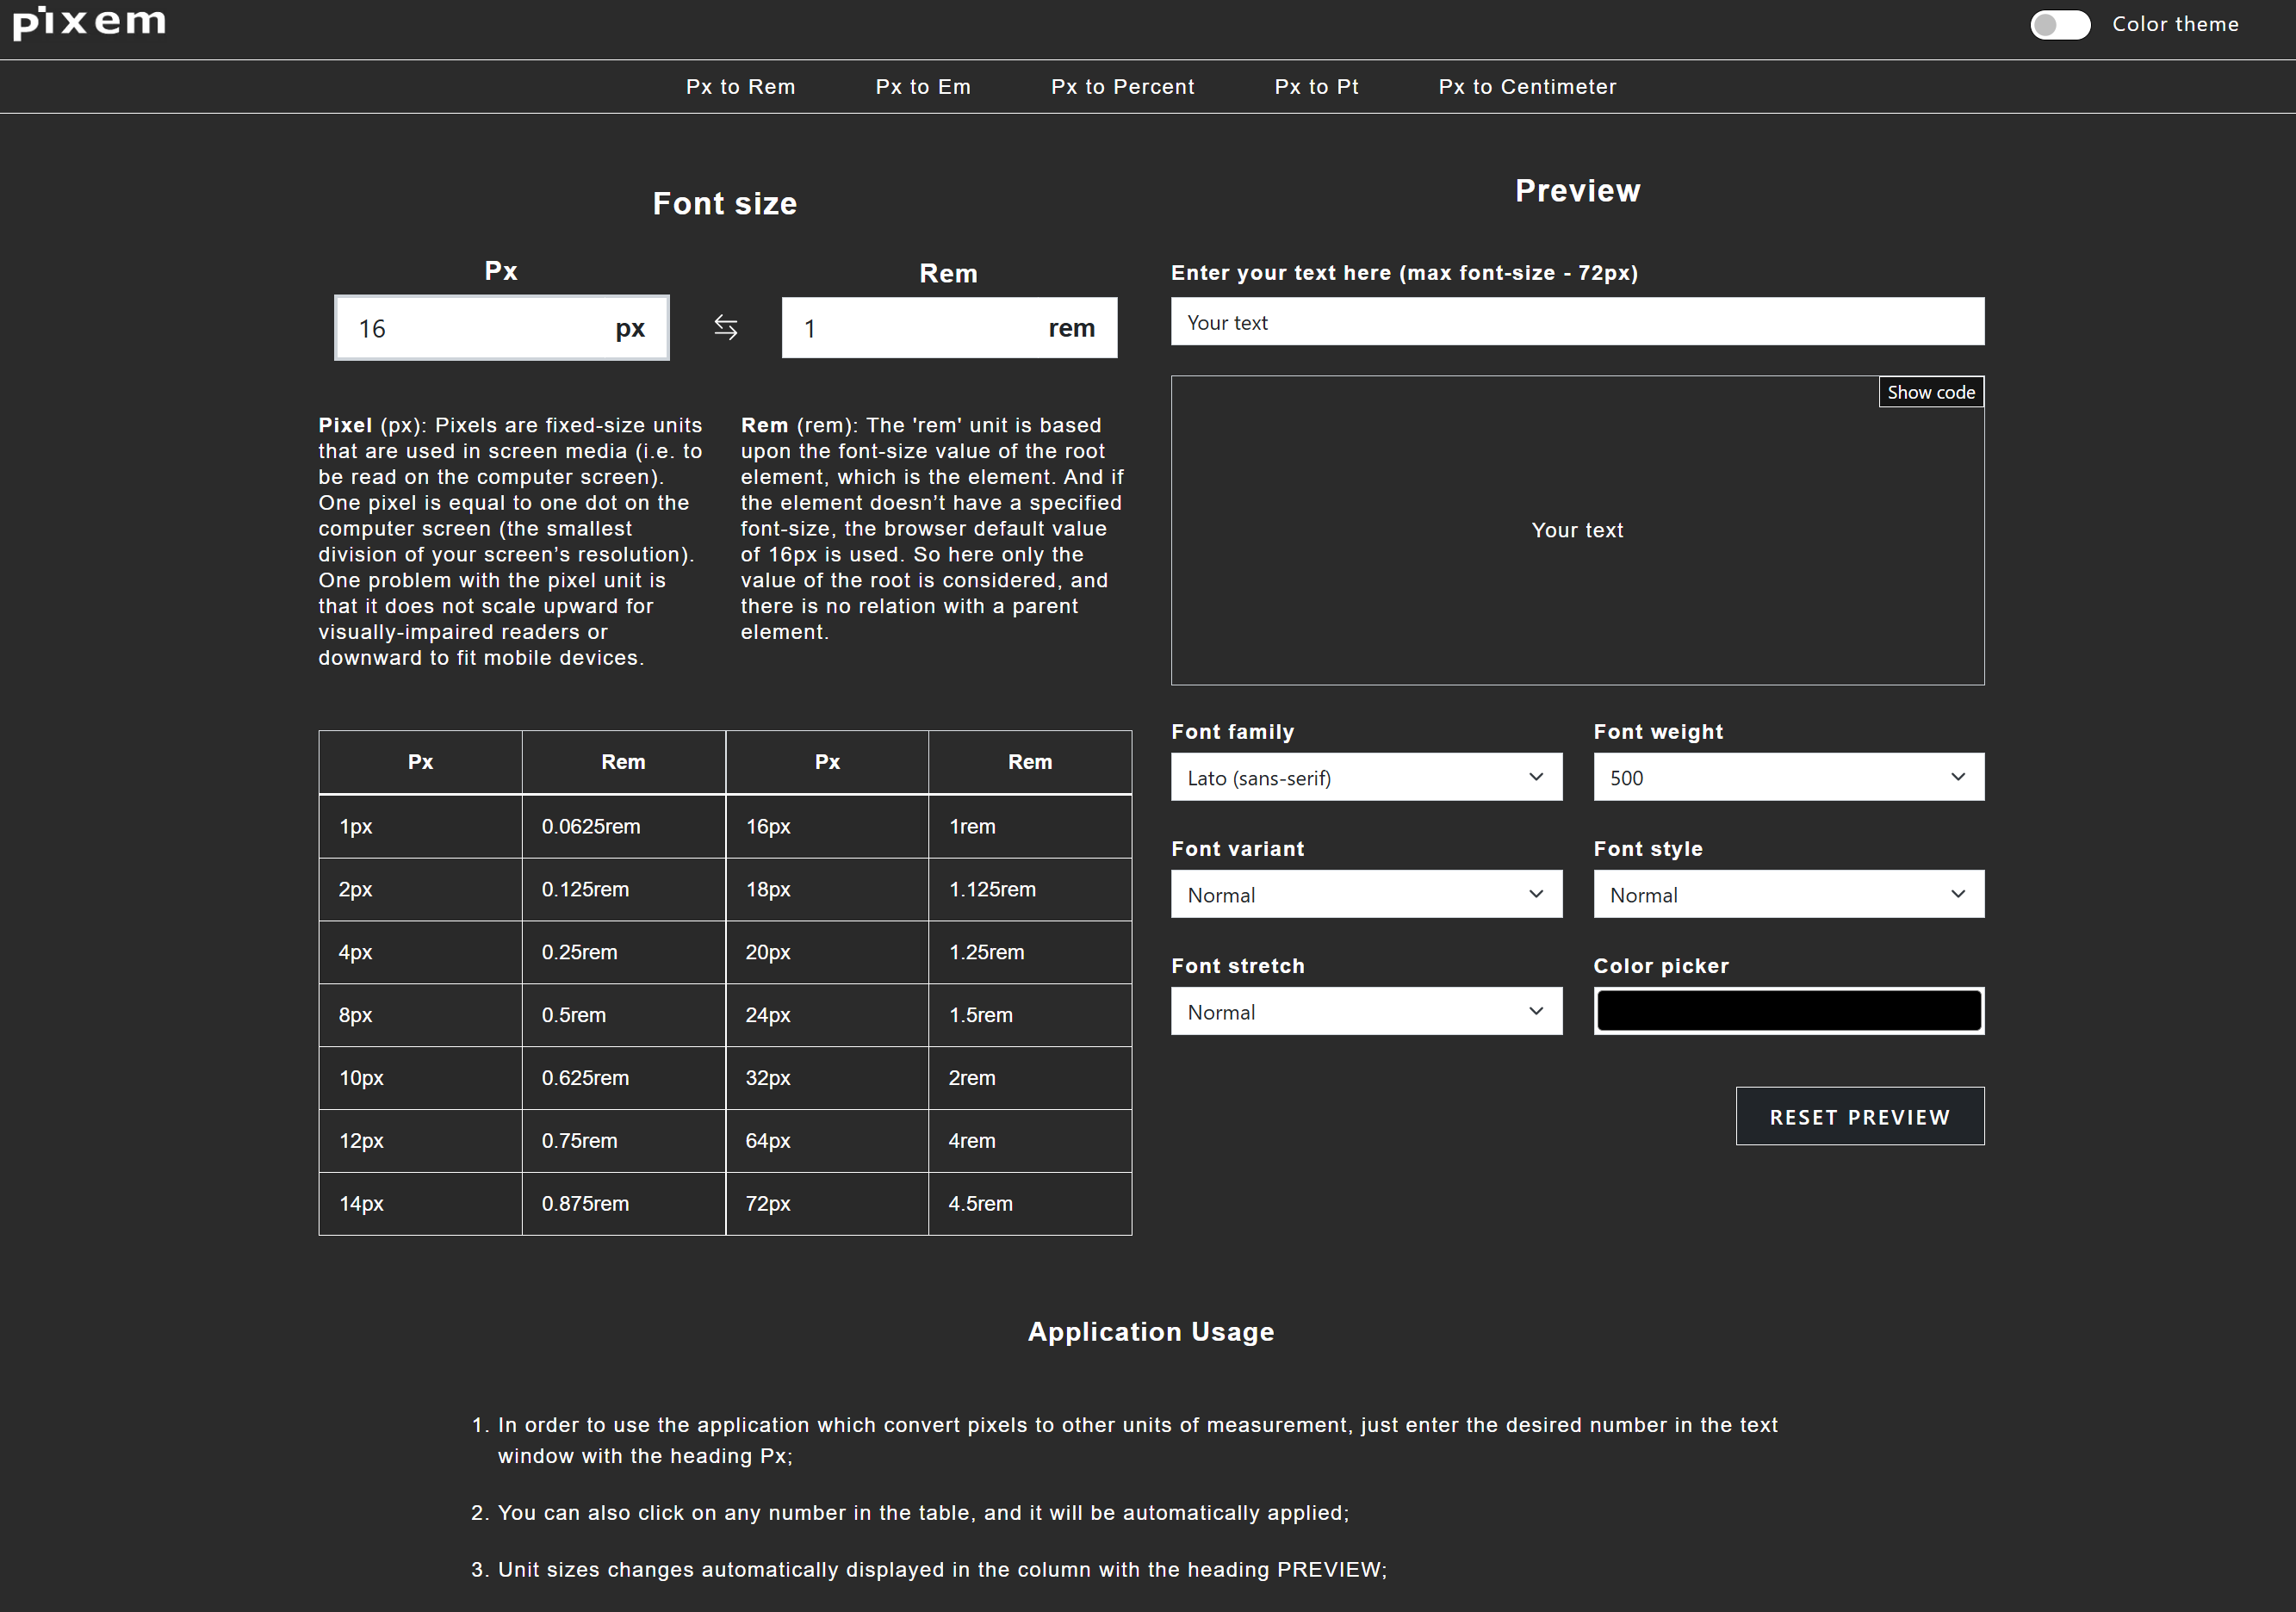 pixem
Color theme
Px to Rem Px to Em Px to Percent Px to Pt Px to Centimeter
Font size
Px
16 px
Rem
1 rem
Pixel (px): Pixels are fixed-size units
that are used in screen media (i.e. to
be read on the computer screen).
One pixel is equal to one dot on the
computer screen (the smallest
division of your screen’s resolution).
One problem with the pixel unit is
that it does not scale upward for
visually-impaired readers or
downward to fit mobile devices.
Rem (rem): The 'rem' unit is based
upon the font-size value of the root
element, which is the element. And if
the element doesn’t have a specified
font-size, the browser default value
of 16px is used. So here only the
value of the root is considered, and
there is no relation with a parent
element.
Px Rem Px Rem
1px 0.0625rem 16px 1rem
2px 0.125rem 18px 1.125rem
4px 0.25rem 20px 1.25rem
8px 0.5rem 24px 1.5rem
10px 0.625rem 32px 2rem
12px 0.75rem 64px 4rem
14px 0.875rem 72px 4.5rem
Preview
Enter your text here (max font-size - 72px)
Your text
Show code
Your text
Font family
Lato (sans-serif)
Font weight
500
Font variant
Normal
Font style
Normal
Font stretch
Normal
Color picker
RESET PREVIEW
Application Usage
1. In order to use the application which convert pixels to other units of measurement, just enter the desired number in the text
window with the heading Px;
2. You can also click on any number in the table, and it will be automatically applied;
3. Unit sizes changes automatically displayed in the column with the heading PREVIEW;